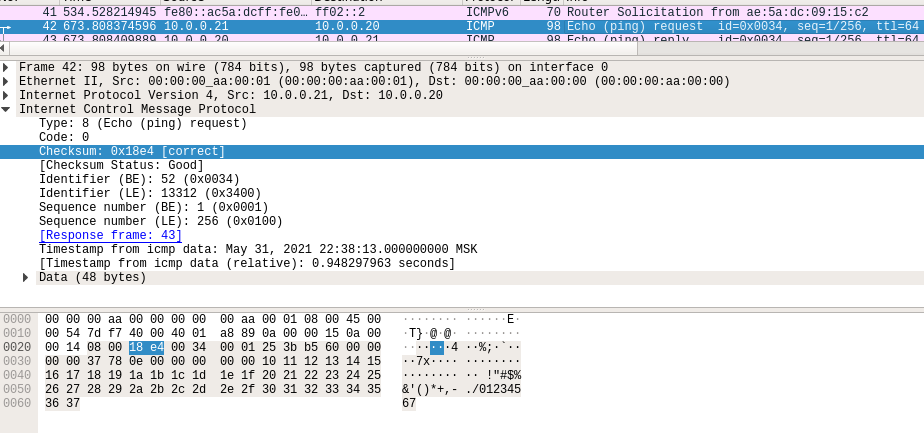 41 534.528214945 fe80::ac5a:dcff:fe0… ff02::2 ICMPv6 70 Router Solicitation from ae:5a:dc:09:15:c2
42 673.808374596 10.0.0.21 10.0.0.20 ICMP 98 Echo (ping) request id=0x0034, seq=1/256, ttl=64
43 673.808409889 10.0.0.20 10.0.0.21 ICMP 98 Echo (ping) reply id=0x0034, seq=1/256, ttl=64
Frame 42: 98 bytes on wire (784 bits), 98 bytes captured (784 bits) on interface 0
Ethernet II, Src: 00:00:00_aa:00:01 (00:00:00:aa:00:01), Dst: 00:00:00_aa:00:00 (00:00:00:aa:00:00)
Internet Protocol Version 4, Src: 10.0.0.21, Dst: 10.0.0.20
Internet Control Message Protocol
Type: 8 (Echo (ping) request)
Code: 0
Checksum: 0x18e4 [correct]
[Checksum Status: Good]
Identifier (BE): 52 (0x0034)
Identifier (LE): 13312 (0x3400)
Sequence number (BE): 1 (0x0001)
Sequence number (LE): 256 (0x0100)
[Response frame: 43]
Timestamp from icmp data: May 31, 2021 22:38:13.000000000 MSK
[Timestamp from icmp data (relative): 0.948297963 seconds]
Data (48 bytes)
0000 00 00 00 aa 00 00 00 00 00 aa 00 01 08 00 45 00 ········ ······E·
0010 00 54 7d f7 40 00 40 01 a8 89 0a 00 00 15 0a 00 ·T}·@·@· ········
0020 00 14 08 00 18 e4 00 34 00 01 25 3b b5 60 00 00 ·······4 ··%;·`··
0030 00 00 37 78 0e 00 00 00 00 00 10 11 12 13 14 15 ··7x···· ········
0040 16 17 18 19 1a 1b 1c 1d 1e 1f 20 21 22 23 24 25 ········ ·· !"#$%
0050 26 27 28 29 2a 2b 2c 2d 2e 2f 30 31 32 33 34 35 &'()*+,- ./012345
0060 36 37 67